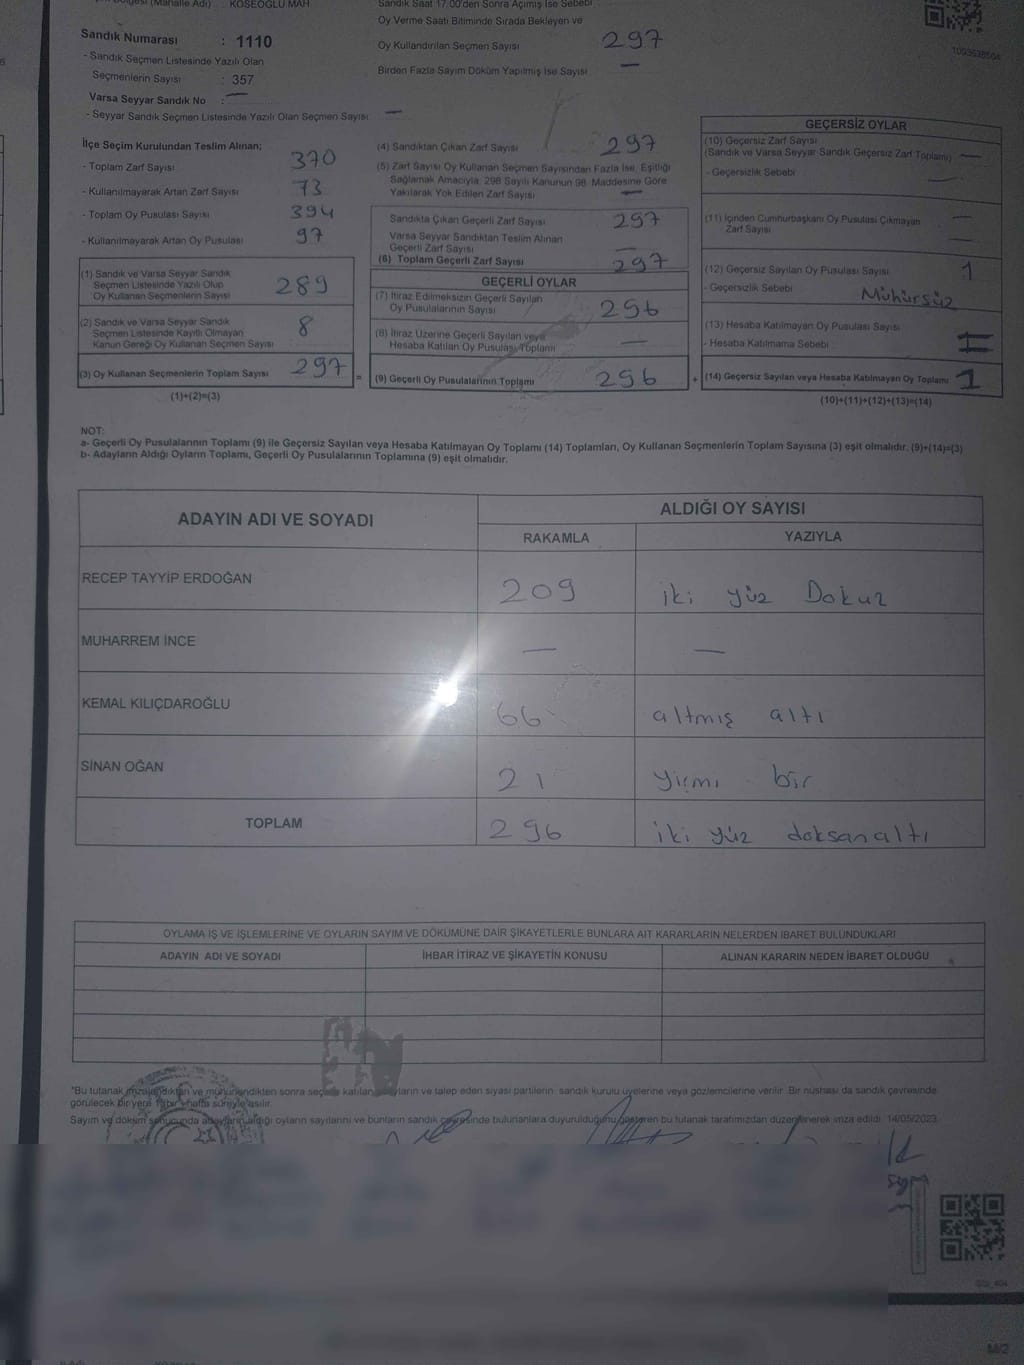 (Mahalle Adı) : KÖSEOĞLU MAH
Sandık Numarası : 1110
- Sandık Seçmen Listesinde Yazılı Olan
Seçmenlerin Sayısı : 357
Varsa Seyyar Sandık No : —
- Seyyar Sandık Seçmen Listesinde Yazılı Olan Seçmen Sayısı —
Sandık Saat 17:00'den Sonra Açılmış İse Sebebi
Oy Verme Saati Bitiminde Sırada Bekleyen ve
Oy Kullandırılan Seçmen Sayısı 297
Birden Fazla Sayım Döküm Yapılmış İse Sayısı —
İlçe Seçim Kurulundan Teslim Alınan;
- Toplam Zarf Sayısı 370
- Kullanılmayarak Artan Zarf Sayısı 73
- Toplam Oy Pusulası Sayısı 394
- Kullanılmayarak Artan Oy Pusulası 97
(1) Sandık ve Varsa Seyyar Sandık
Seçmen Listesinde Yazılı Olup
Oy Kullanan Seçmenlerin Sayısı 289
(2) Sandık ve Varsa Seyyar Sandık
Seçmen Listesinde Kayıtlı Olmayan
Kanun Gereği Oy Kullanan Seçmen Sayısı 8
(3) Oy Kullanan Seçmenlerin Toplam Sayısı 297 =
(1)+(2)=(3)
(4) Sandıktan Çıkan Zarf Sayısı 297
(5) Zarf Sayısı Oy Kullanan Seçmen Sayısından Fazla İse, Eşitliği
Sağlamak Amacıyla, 298 Sayılı Kanunun 98. Maddesine Göre
Yakılarak Yok Edilen Zarf Sayısı —
Sandıkta Çıkan Geçerli Zarf Sayısı 297
Varsa Seyyar Sandıktan Teslim Alınan
Geçerli Zarf Sayısı —
(6) Toplam Geçerli Zarf Sayısı 297
GEÇERLİ OYLAR
(7) İtiraz Edilmeksizin Geçerli Sayılan
Oy Pusulalarının Sayısı 296
(8) İtiraz Üzerine Geçerli Sayılan veya
Hesaba Katılan Oy Pusulası Toplamı —
(9) Geçerli Oy Pusulalarının Toplamı 296 +
GEÇERSİZ OYLAR
(10) Geçersiz Zarf Sayısı
(Sandık ve Varsa Seyyar Sandık Geçersiz Zarf Toplamı) —
- Geçersizlik Sebebi —
(11) İçinden Cumhurbaşkanı Oy Pusulası Çıkmayan
Zarf Sayısı —
(12) Geçersiz Sayılan Oy Pusulası Sayısı 1
- Geçersizlik Sebebi Mühürsüz
(13) Hesaba Katılmayan Oy Pusulası Sayısı
- Hesaba Katılmama Sebebi :
(14) Geçersiz Sayılan veya Hesaba Katılmayan Oy Toplamı 1
(10)+(11)+(12)+(13)=(14)
NOT:
a- Geçerli Oy Pusulalarının Toplamı (9) ile Geçersiz Sayılan veya Hesaba Katılmayan Oy Toplamı (14) Toplamları, Oy Kullanan Seçmenlerin Toplam Sayısına (3) eşit olmalıdır. (9)+(14)=(3)
b- Adayların Aldığı Oyların Toplamı, Geçerli Oy Pusulalarının Toplamına (9) eşit olmalıdır.
ADAYIN ADI VE SOYADI ALDIĞI OY SAYISI
RAKAMLA YAZIYLA
RECEP TAYYİP ERDOĞAN 209 iki yüz Dokuz
MUHARREM İNCE — —
KEMAL KILIÇDAROĞLU 66 altmış altı
SİNAN OĞAN 21 yirmi bir
TOPLAM 296 iki yüz doksan altı
OYLAMA İŞ VE İŞLEMLERİNE VE OYLARIN SAYIM VE DÖKÜMÜNE DAİR ŞİKAYETLERLE BUNLARA AİT KARARLARIN NELERDEN İBARET BULUNDUKLARI
ADAYIN ADI VE SOYADI İHBAR İTİRAZ VE ŞİKAYETİN KONUSU ALINAN KARARIN NEDEN İBARET OLDUĞU
*Bu tutanak imzalandıktan ve mühürlendikten sonra seçime katılan ve talep eden siyasi partilerin sandık kurulu üyelerine veya gözlemcilerine verilir. Bir nüshası da sandık çevresinde
görülecek bir yere bir hafta süreyle asılır.
Sayım ve döküm sonucunda adayların aldığı oyların sayılarını ve bunların sandık çevresinde bulunanlara duyurulduğunu gösteren bu tutanak tarafımızdan düzenlenerek imza edildi. 14/05/2023
M/2